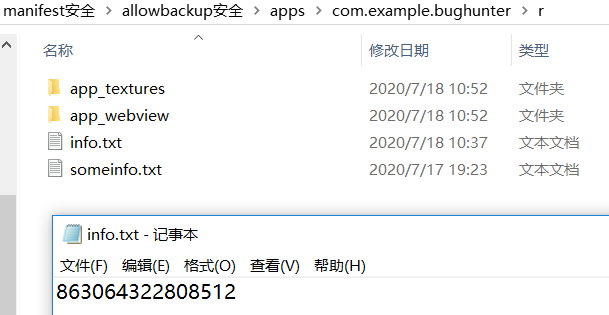 manifest安全 > allowbackup安全 > apps > com.example.bughunter > r
名称 修改日期 类型
app_textures 2020/7/18 10:52 文件夹
app_webview 2020/7/18 10:52 文件夹
info.txt 2020/7/18 10:37 文本文档
someinfo.txt 2020/7/17 19:23 文本文档
info.txt - 记事本
文件(F) 编辑(E) 格式(O) 查看(V) 帮助(H)
863064322808512